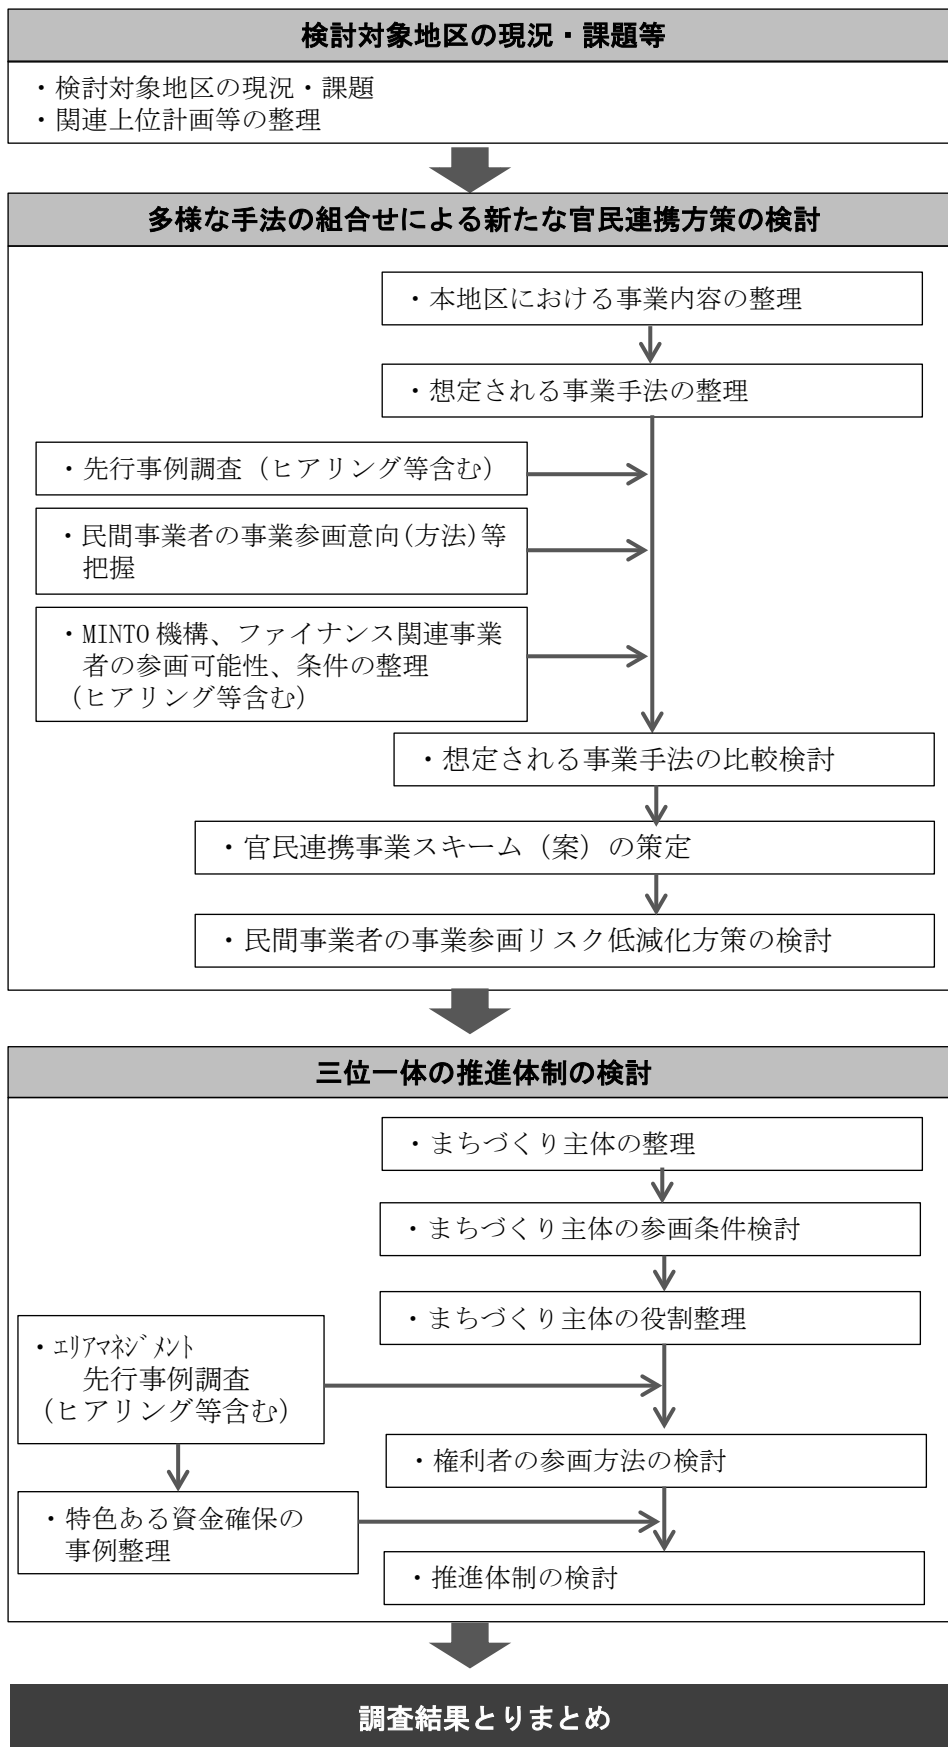 検討対象地区の現況・課題等
・検討対象地区の現況・課題
・関連上位計画等の整理
多様な手法の組合せによる新たな官民連携方策の検討
・本地区における事業内容の整理
・想定される事業手法の整理
・先行事例調査（ヒアリング等含む）
・民間事業者の事業参画意向(方法)等
把握
・MINTO機構、ファイナンス関連事業
者の参画可能性、条件の整理
（ヒアリング等含む）
・想定される事業手法の比較検討
・官民連携事業スキーム（案）の策定
・民間事業者の事業参画リスク低減化方策の検討
三位一体の推進体制の検討
・まちづくり主体の整理
・まちづくり主体の参画条件検討
・まちづくり主体の役割整理
・ｴﾘｱﾏﾈｼﾞﾒﾝﾄ
先行事例調査
（ヒアリング等含む）
・権利者の参画方法の検討
・特色ある資金確保の
事例整理
・推進体制の検討
調査結果とりまとめ